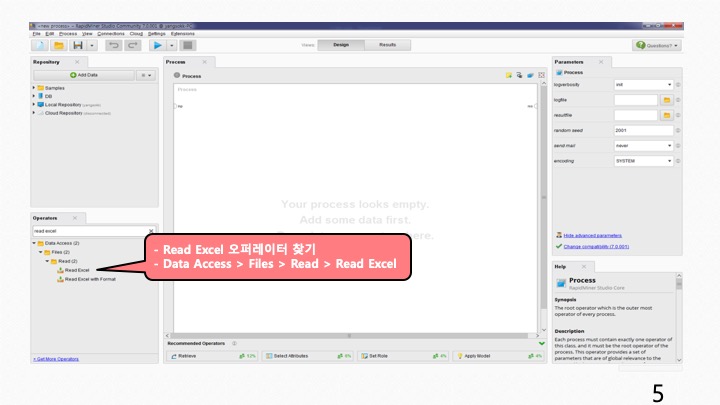 <new process> – RapidMiner Studio Community 7.2.001 @ yangside-PC
File Edit Process View Connections Cloud Settings Extensions
Views: Design Results Questions?
Repository
Add Data
Samples
DB
Local Repository (yangside)
Cloud Repository (disconnected)
Operators
read excel
Data Access (2)
Files (2)
Read (2)
Read Excel
Read Excel with Format
Get More Operators
Process
Process
Process
inp
res
Your process looks empty.
Add some data first.
here.
- Read Excel 오퍼레이터 찾기
- Data Access > Files > Read > Read Excel
Recommended Operators
Retrieve
Select Attributes
Set Role
Apply Model
Parameters
Process
logverbosity init
logfile
resultfile
random seed 2001
send mail never
encoding SYSTEM
Hide advanced parameters
Change compatibility (7.0.001)
Help
Process
RapidMiner Studio Core
Synopsis
The root operator which is the outer most
operator of every process.
Description
Each process must contain exactly one operator of
this class, and it must be the root operator of the
process. This operator provides a set of
parameters that are of global relevance to the
5